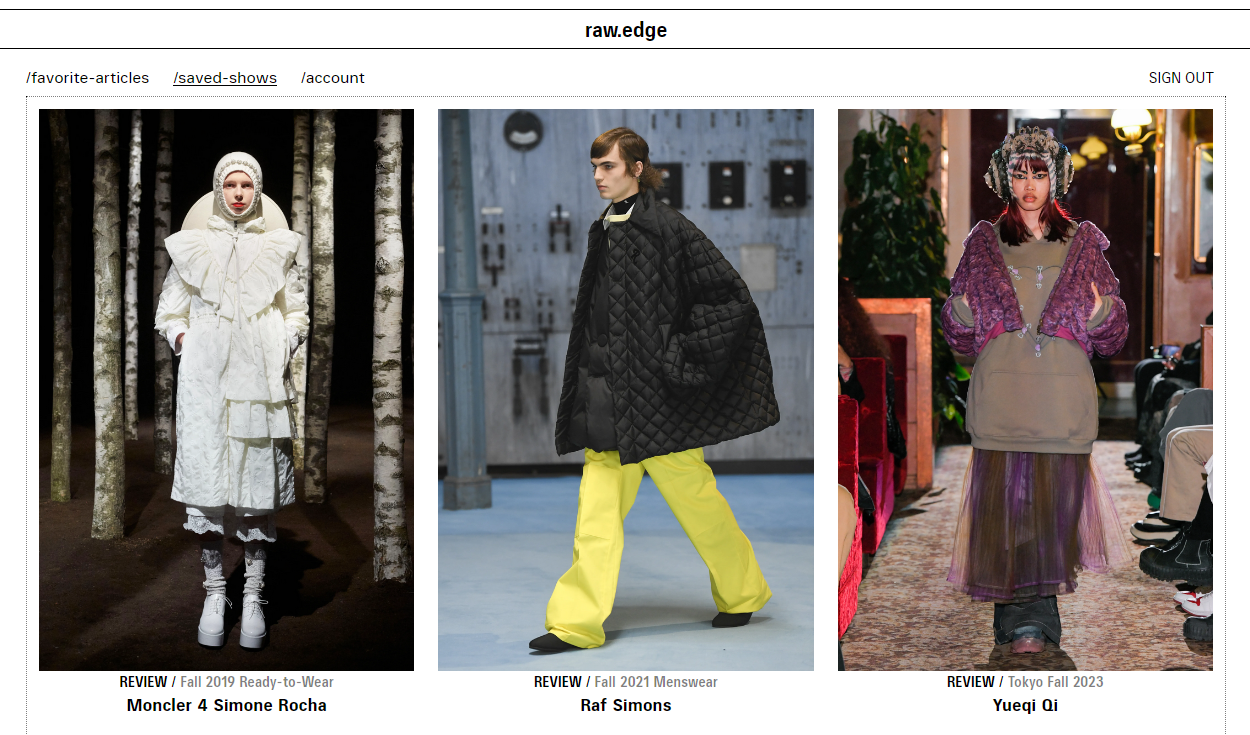 raw.edge
/favorite-articles /saved-shows /account SIGN OUT
REVIEW / Fall 2019 Ready-to-Wear
Moncler 4 Simone Rocha
REVIEW / Fall 2021 Menswear
Raf Simons
REVIEW / Tokyo Fall 2023
Yueqi Qi